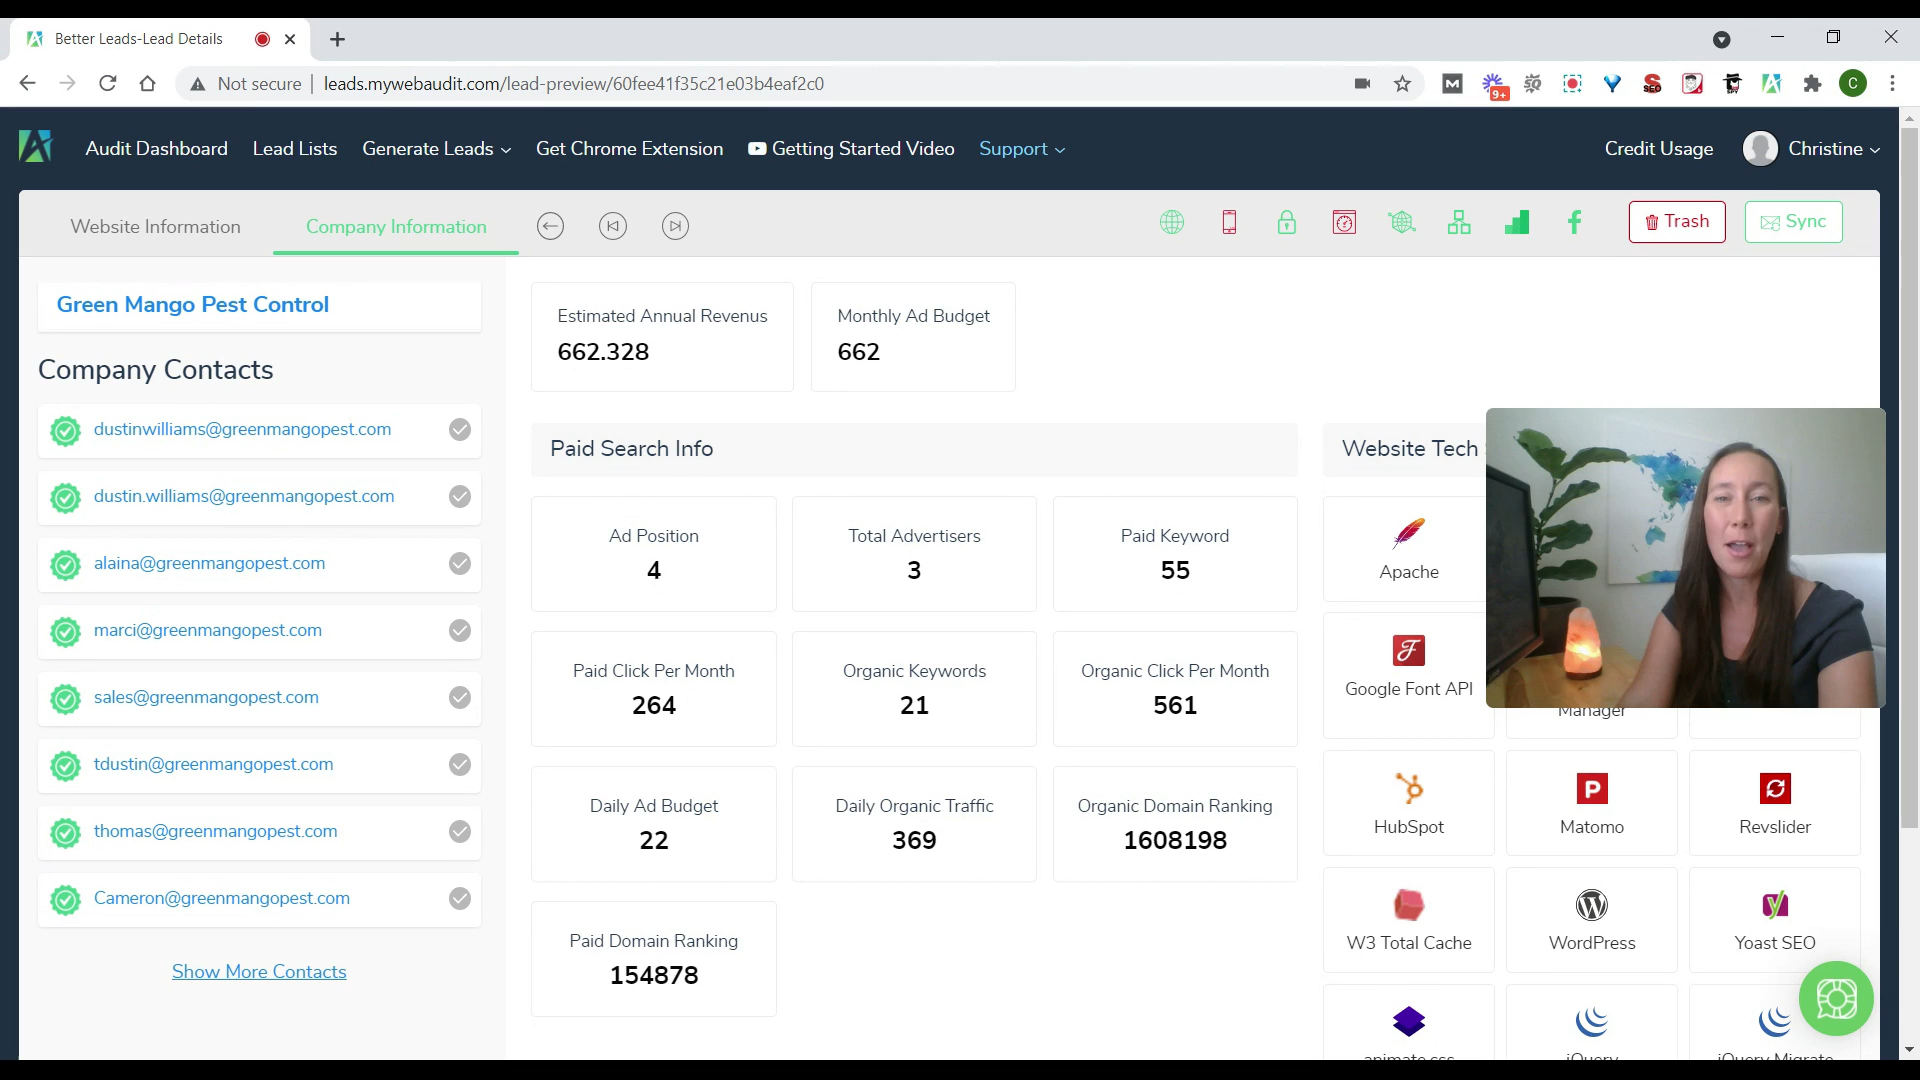 Better Leads-Lead Details
Not secure
leads.mywebaudit.com/lead-preview/60fee41f35c21e03b4eaf2c0
9+
SEO
C
Audit Dashboard
Lead Lists
Generate Leads
Get Chrome Extension
Getting Started Video
Support
Credit Usage
Christine
Website Information
Company Information
Trash
Sync
Green Mango Pest Control
Company Contacts
dustinwilliams@greenmangopest.com
dustin.williams@greenmangopest.com
alaina@greenmangopest.com
marci@greenmangopest.com
sales@greenmangopest.com
tdustin@greenmangopest.com
thomas@greenmangopest.com
Cameron@greenmangopest.com
Show More Contacts
Estimated Annual Revenus
662.328
Monthly Ad Budget
662
Paid Search Info
Ad Position
4
Total Advertisers
3
Paid Keyword
55
Paid Click Per Month
264
Organic Keywords
21
Organic Click Per Month
561
Daily Ad Budget
22
Daily Organic Traffic
369
Organic Domain Ranking
1608198
Paid Domain Ranking
154878
Website Tech
Apache
Google Font API
Manager
HubSpot
Matomo
Revslider
W3 Total Cache
WordPress
Yoast SEO
animate.css
jQuery
jQuery Migrate